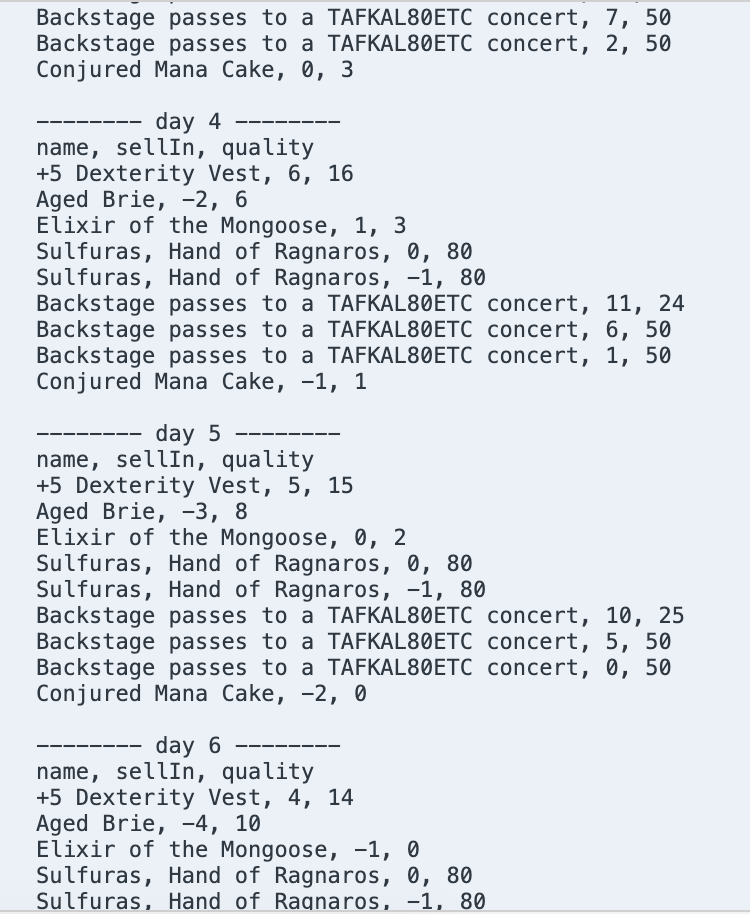 Backstage passes to a TAFKAL80ETC concert, 7, 50
Backstage passes to a TAFKAL80ETC concert, 2, 50
Conjured Mana Cake, 0, 3

-------- day 4 --------
name, sellIn, quality
+5 Dexterity Vest, 6, 16
Aged Brie, -2, 6
Elixir of the Mongoose, 1, 3
Sulfuras, Hand of Ragnaros, 0, 80
Sulfuras, Hand of Ragnaros, -1, 80
Backstage passes to a TAFKAL80ETC concert, 11, 24
Backstage passes to a TAFKAL80ETC concert, 6, 50
Backstage passes to a TAFKAL80ETC concert, 1, 50
Conjured Mana Cake, -1, 1

-------- day 5 --------
name, sellIn, quality
+5 Dexterity Vest, 5, 15
Aged Brie, -3, 8
Elixir of the Mongoose, 0, 2
Sulfuras, Hand of Ragnaros, 0, 80
Sulfuras, Hand of Ragnaros, -1, 80
Backstage passes to a TAFKAL80ETC concert, 10, 25
Backstage passes to a TAFKAL80ETC concert, 5, 50
Backstage passes to a TAFKAL80ETC concert, 0, 50
Conjured Mana Cake, -2, 0

-------- day 6 --------
name, sellIn, quality
+5 Dexterity Vest, 4, 14
Aged Brie, -4, 10
Elixir of the Mongoose, -1, 0
Sulfuras, Hand of Ragnaros, 0, 80
Sulfuras, Hand of Ragnaros, -1, 80